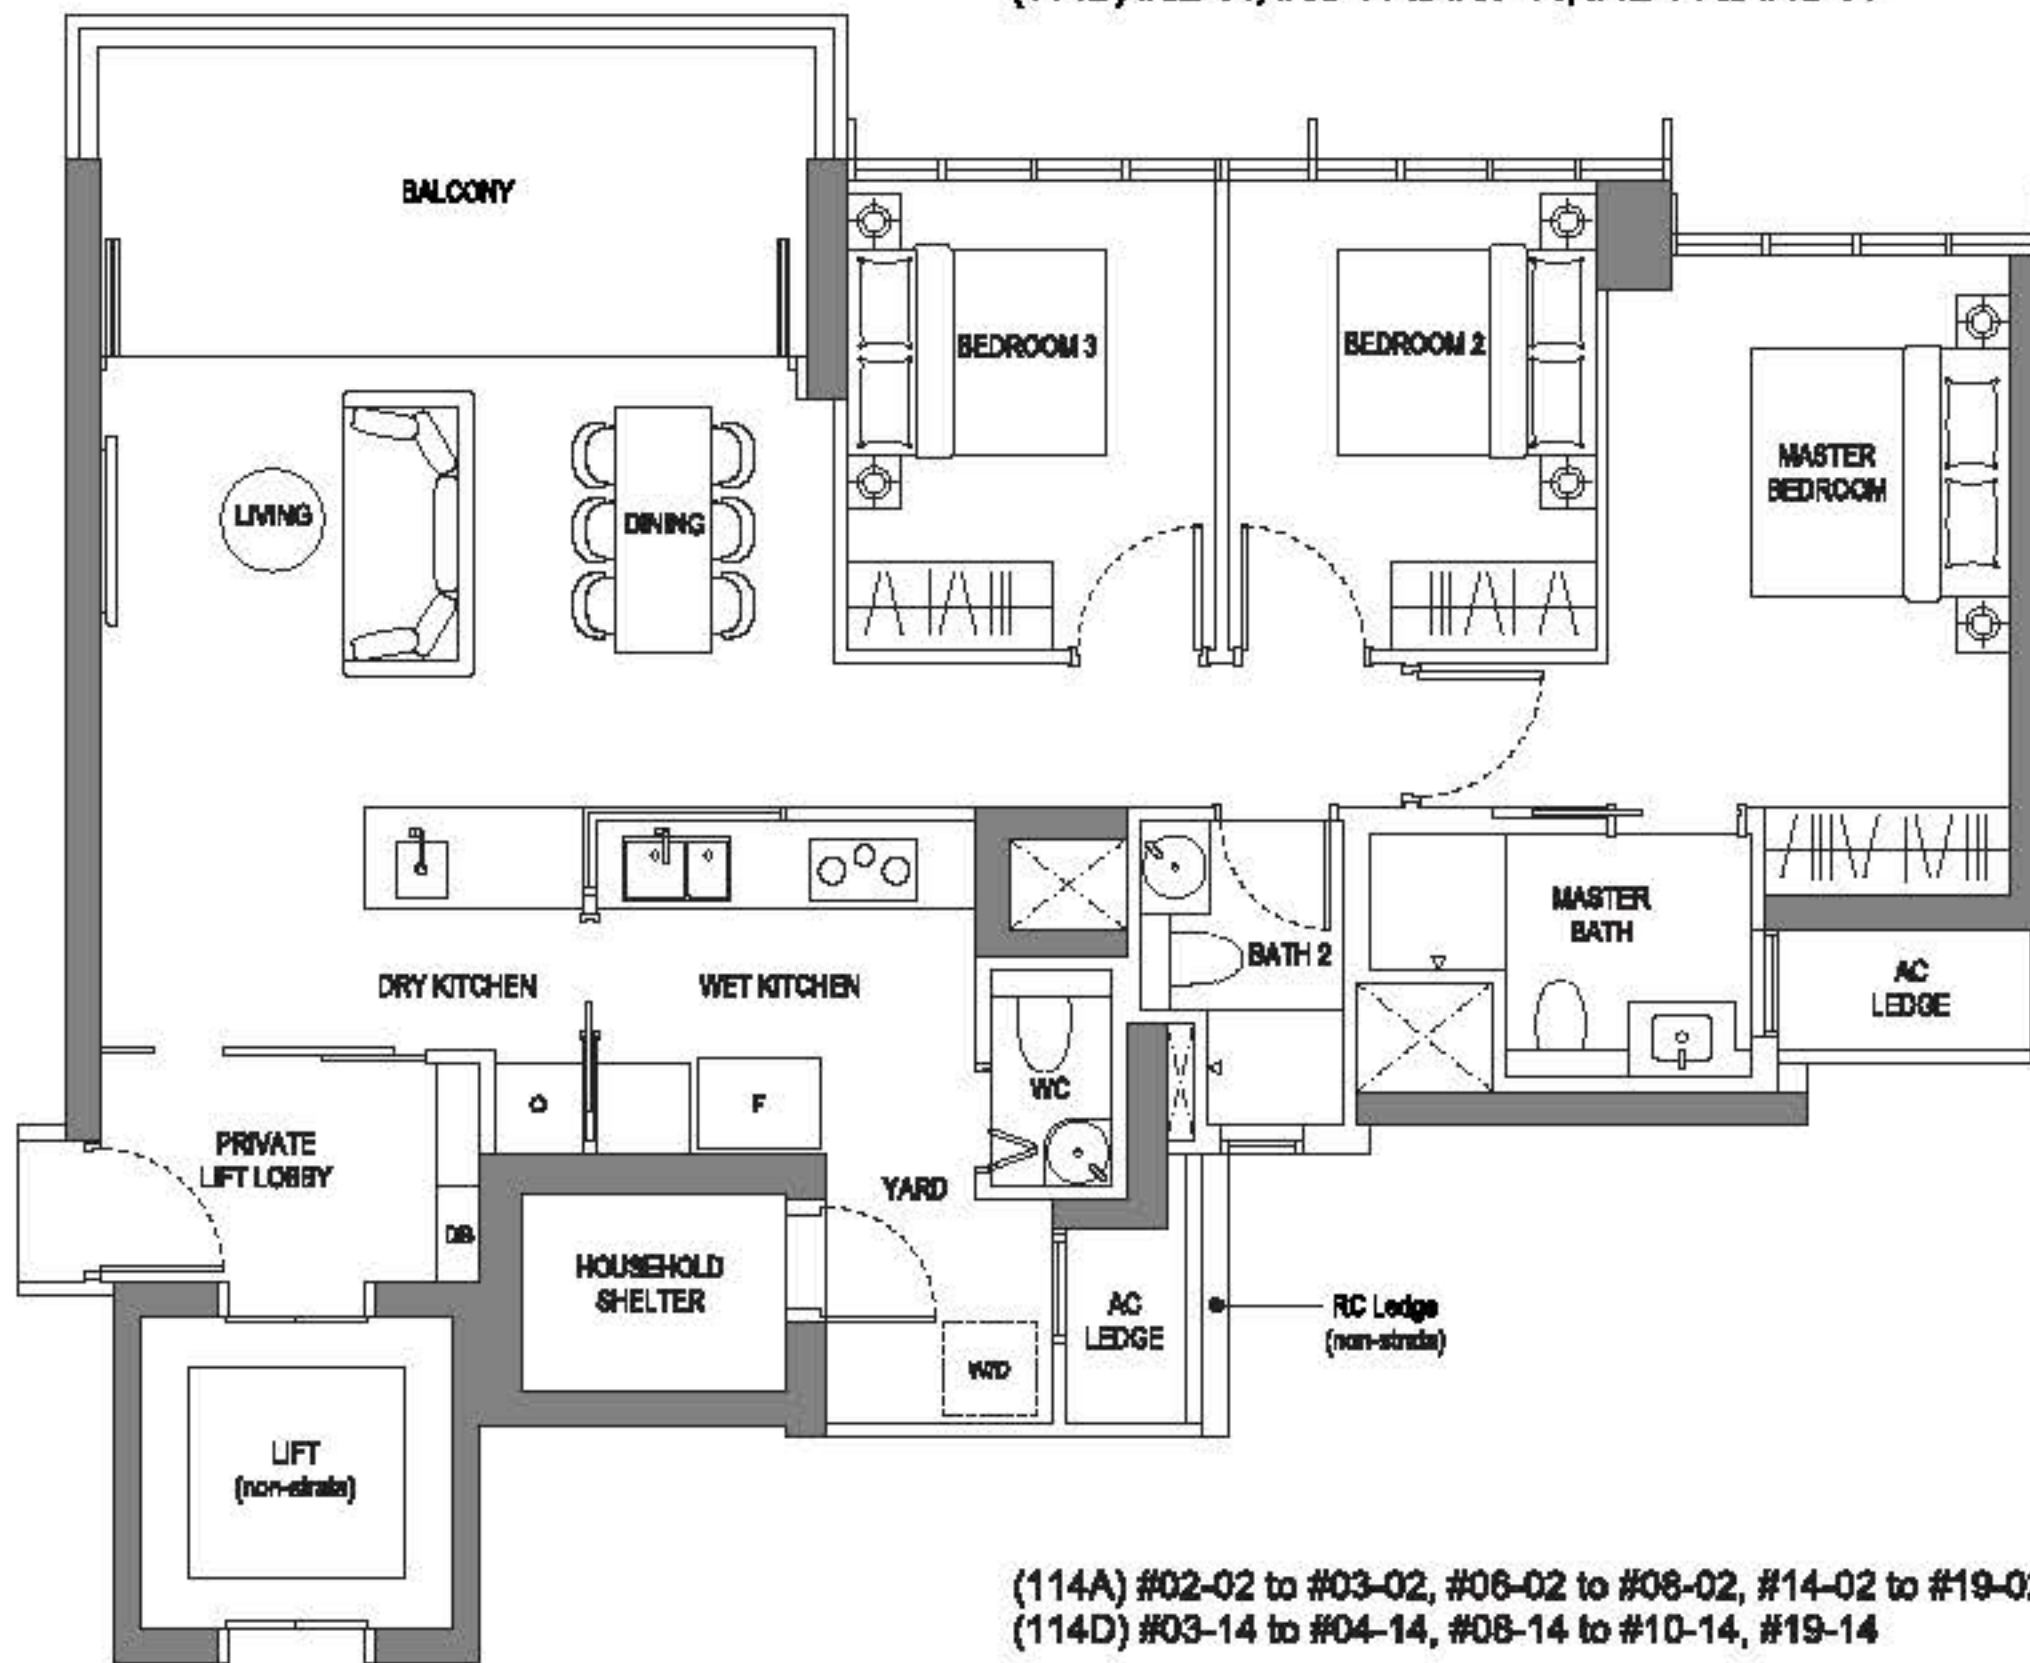 BALCONY
BEDROOM 3
BEDROOM 2
MASTER
BEDROOM
LIVING
DINING
MASTER
BATH
BATH 2
AC
LEDGE
DRY KITCHEN
WET KITCHEN
WC
O
F
PRIVATE
LIFT LOBBY
YARD
DB
HOUSEHOLD
SHELTER
AC
LEDGE
RC Ledge
(non-strata)
W/D
LIFT
(non-strata)
(114A) #02-02 to #03-02, #06-02 to #08-02, #14-02 to
(114D) #03-14 to #04-14, #08-14 to #10-14, #19-14